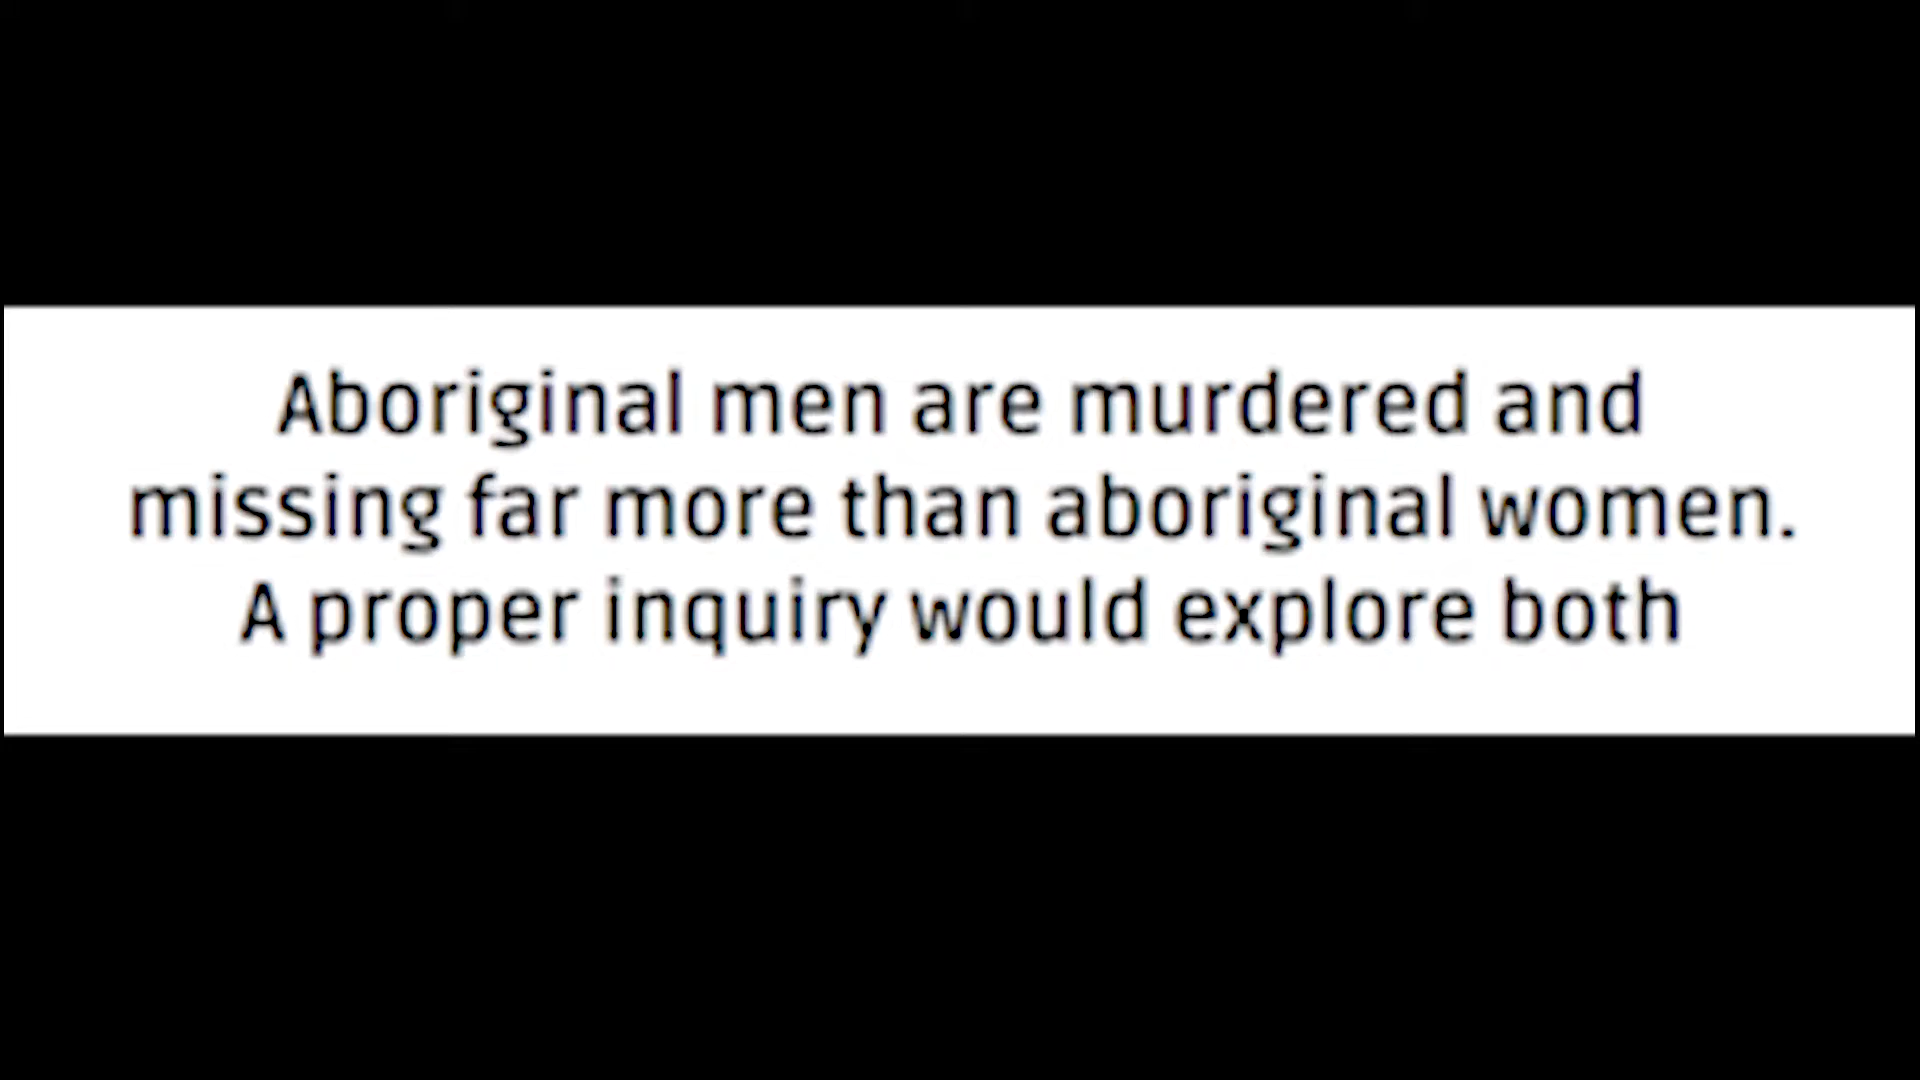 Aboriginal men are murdered and
missing far more than aboriginal women.
A proper inquiry would explore both